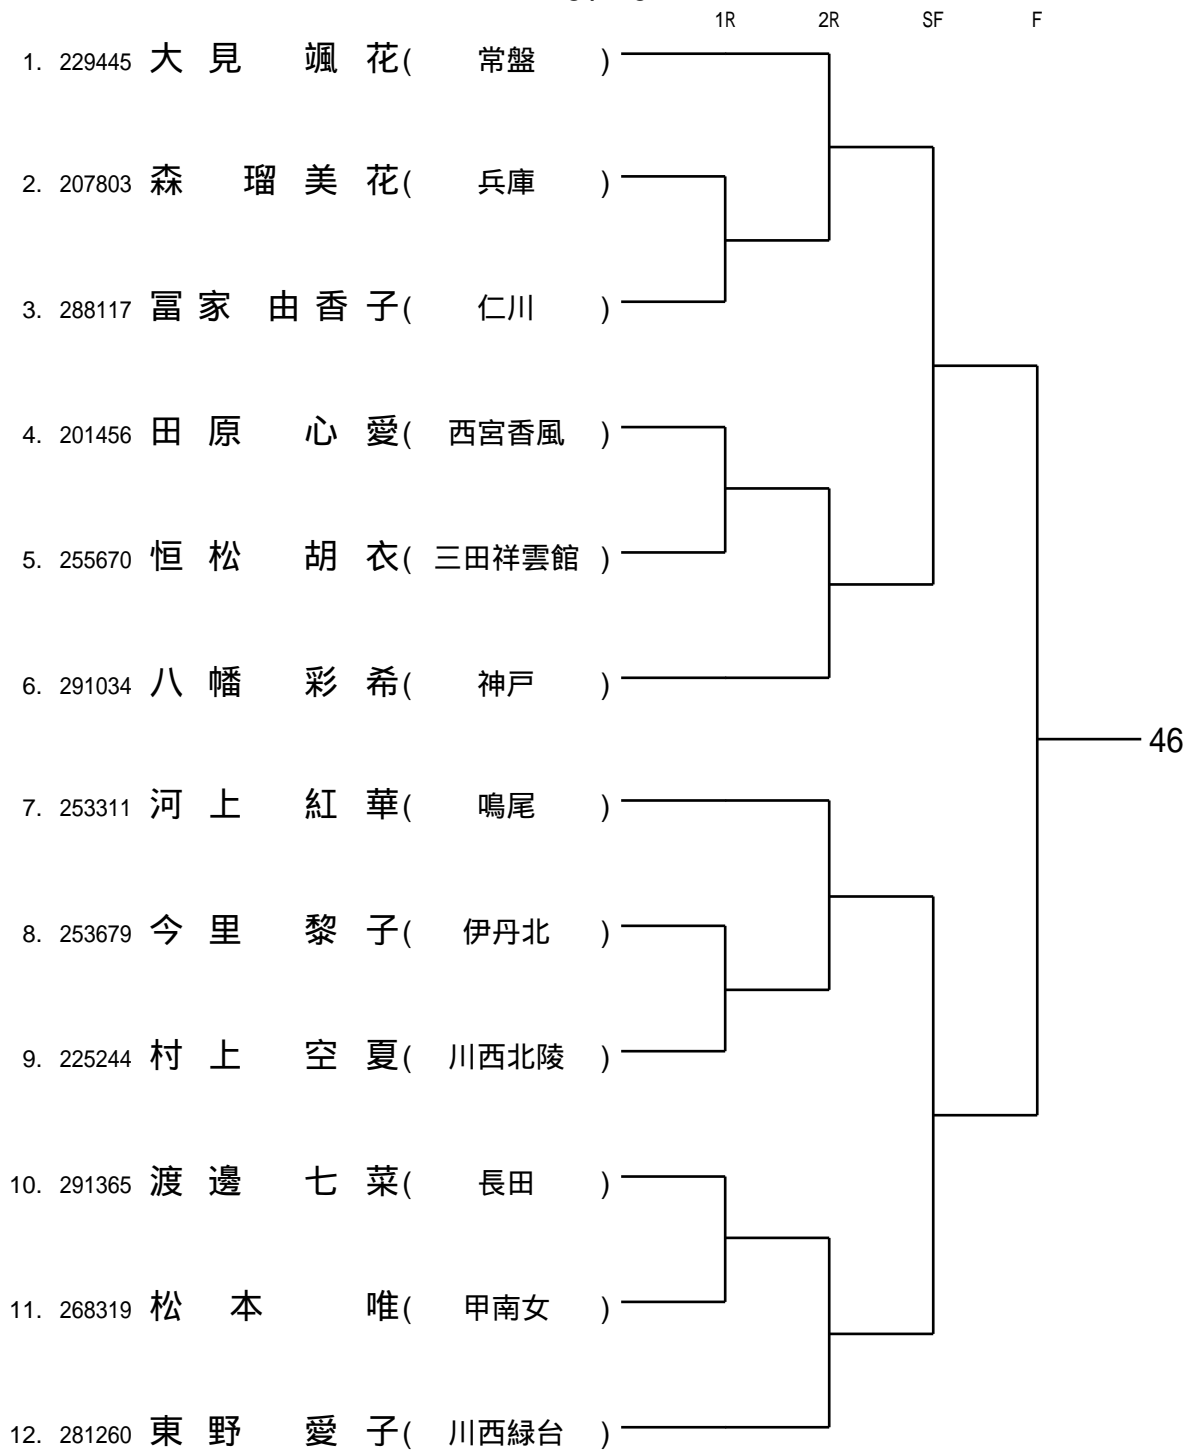 1R 2R SF F
1. 229445 大見 颯花( 常盤 )
2. 207803 森 瑠美花( 兵庫 )
3. 288117 冨家 由香子( 仁川 )
4. 201456 田原 心愛( 西宮香風 )
5. 255670 恒松 胡衣( 三田祥雲館 )
6. 291034 八幡 彩希( 神戸 )
46
7. 253311 河上 紅華( 鳴尾 )
8. 253679 今里 黎子( 伊丹北 )
9. 225244 村上 空夏( 川西北陵 )
10. 291365 渡邊 七菜( 長田 )
11. 268319 松本 唯( 甲南女 )
12. 281260 東野 愛子( 川西緑台 )